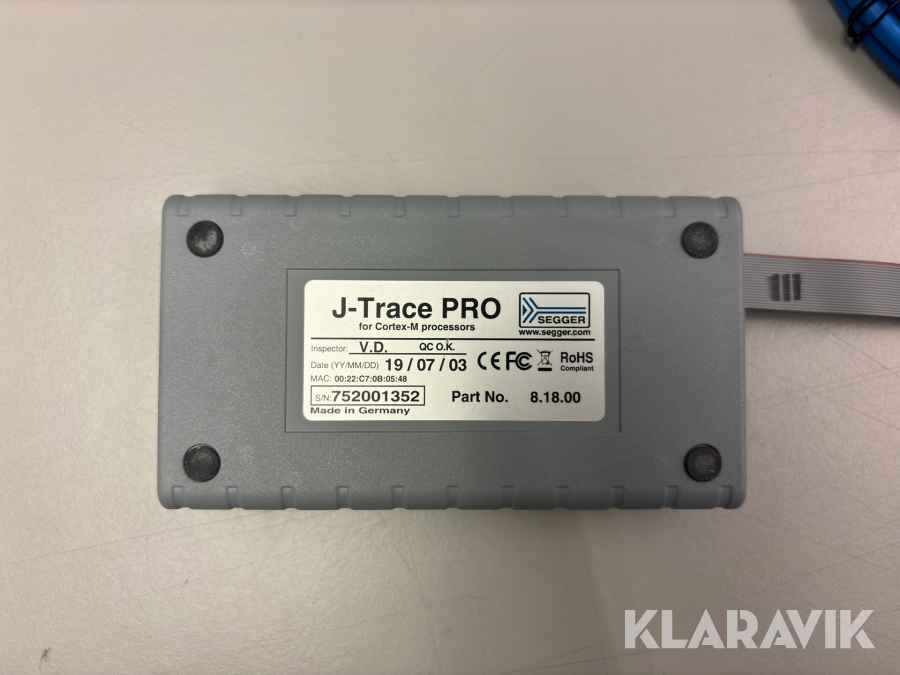 J-Trace PRO
for Cortex-M processors
SEGGER
www.segger.com
Inspector: V.D. QC O.K.
Date (YY/MM/DD) 19 / 07 / 03 CE FC RoHS
Compliant
MAC: 00:22:C7:0B:05:48
S/N: 752001352 Part No. 8.18.00
Made in Germany
KLARAVIK